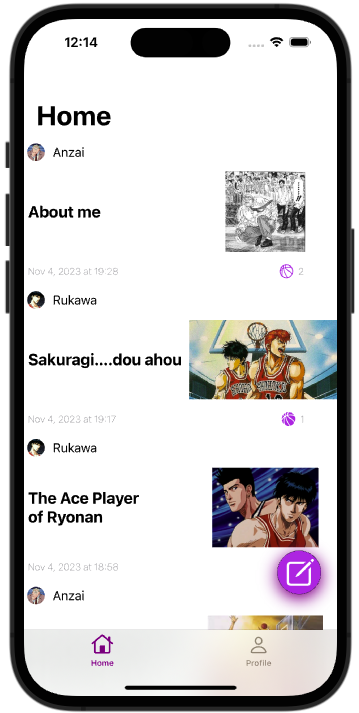 12:14
Home
Anzai
About me
Nov 4, 2023 at 19:28
2
Rukawa
Sakuragi....dou ahou
Nov 4, 2023 at 19:17
1
Rukawa
The Ace Player
of Ryonan
Nov 4, 2023 at 18:58
Anzai
Home
Profile